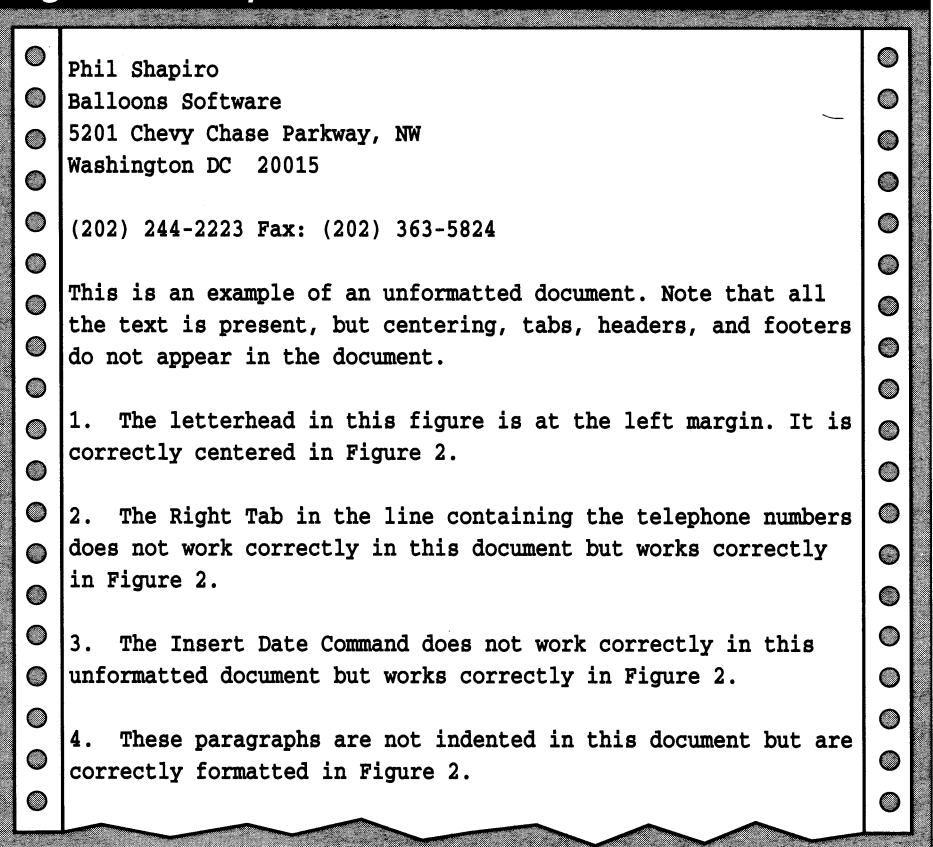 Phil Shapiro
Balloons Software
5201 Chevy Chase Parkway, NW
Washington DC  20015
(202) 244-2223 Fax: (202) 363-5824
This is an example of an unformatted document. Note that all
the text is present, but centering, tabs, headers, and footers
do not appear in the document.
1.  The letterhead in this figure is at the left margin. It is
correctly centered in Figure 2.
2.  The Right Tab in the line containing the telephone numbers
does not work correctly in this document but works correctly
in Figure 2.
3.  The Insert Date Command does not work correctly in this
unformatted document but works correctly in Figure 2.
4.  These paragraphs are not indented in this document but are
correctly formatted in Figure 2.